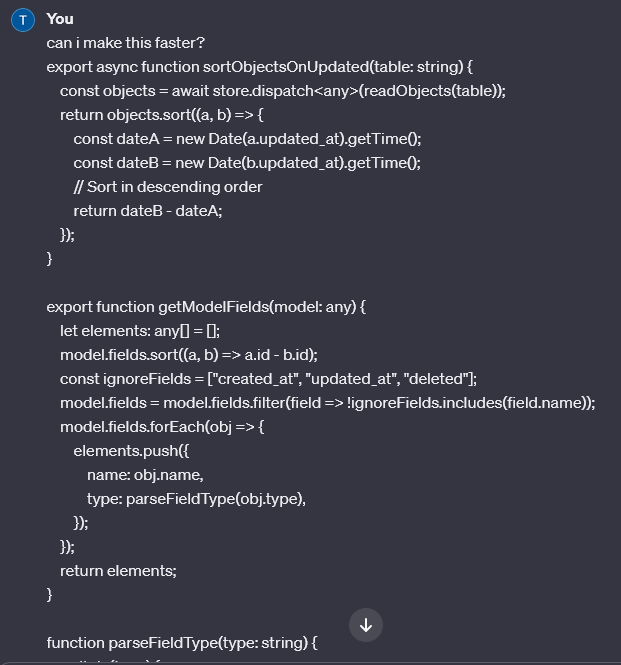 T You
can i make this faster?
export async function sortObjectsOnUpdated(table: string) {
const objects = await store.dispatch<any>(readObjects(table));
return objects.sort((a, b) => {
const dateA = new Date(a.updated_at).getTime();
const dateB = new Date(b.updated_at).getTime();
// Sort in descending order
return dateB - dateA;
});
}
export function getModelFields(model: any) {
let elements: any[] = [];
model.fields.sort((a, b) => a.id - b.id);
const ignoreFields = ["created_at", "updated_at", "deleted"];
model.fields = model.fields.filter(field => !ignoreFields.includes(field.name));
model.fields.forEach(obj => {
elements.push({
name: obj.name,
type: parseFieldType(obj.type),
});
});
return elements;
}
function parseFieldType(type: string) {